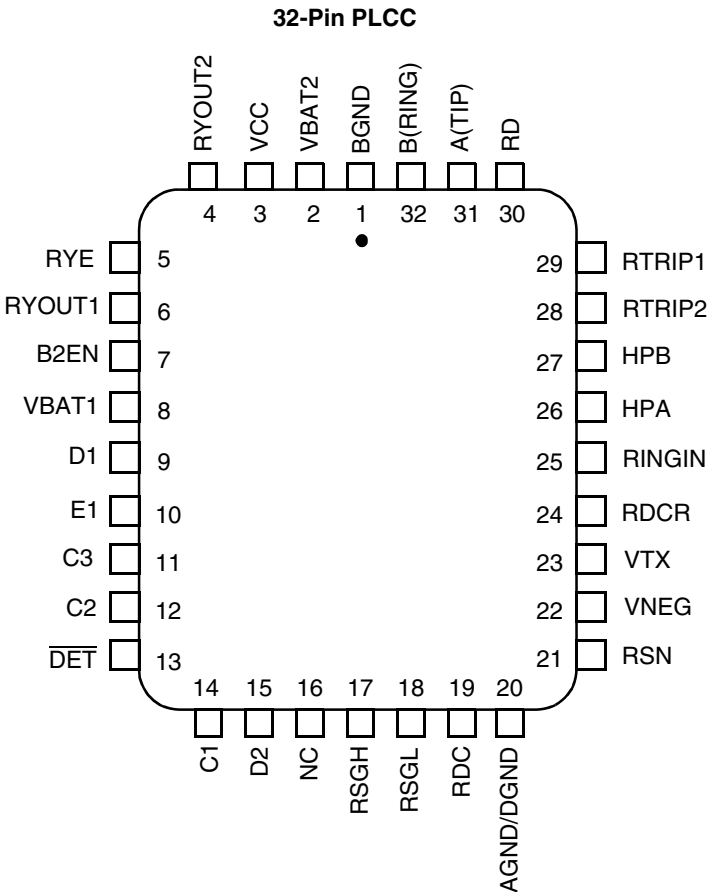 32-Pin PLCC
RYOUT2
VCC
VBAT2
BGND
B(RING)
A(TIP)
RD
4 3 2 1 32 31 30
RYE 5
RYOUT1 6
B2EN 7
VBAT1 8
D1 9
E1 10
C3 11
C2 12
D̅E̅T̅ 13
29 RTRIP1
28 RTRIP2
27 HPB
26 HPA
25 RINGIN
24 RDCR
23 VTX
22 VNEG
21 RSN
14 15 16 17 18 19 20
C1
D2
NC
RSGH
RSGL
RDC
AGND/DGND